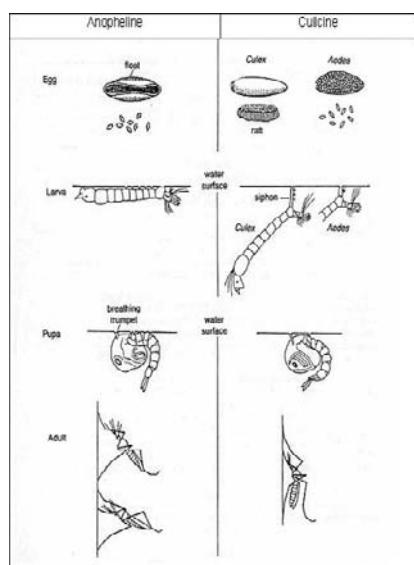 Anopheline Culicine
float
Culex Aedes
Egg
raft
water
surface
Larva
siphon
Culex Aedes
breathing
trumpet
water
surface
Pupa
Adult